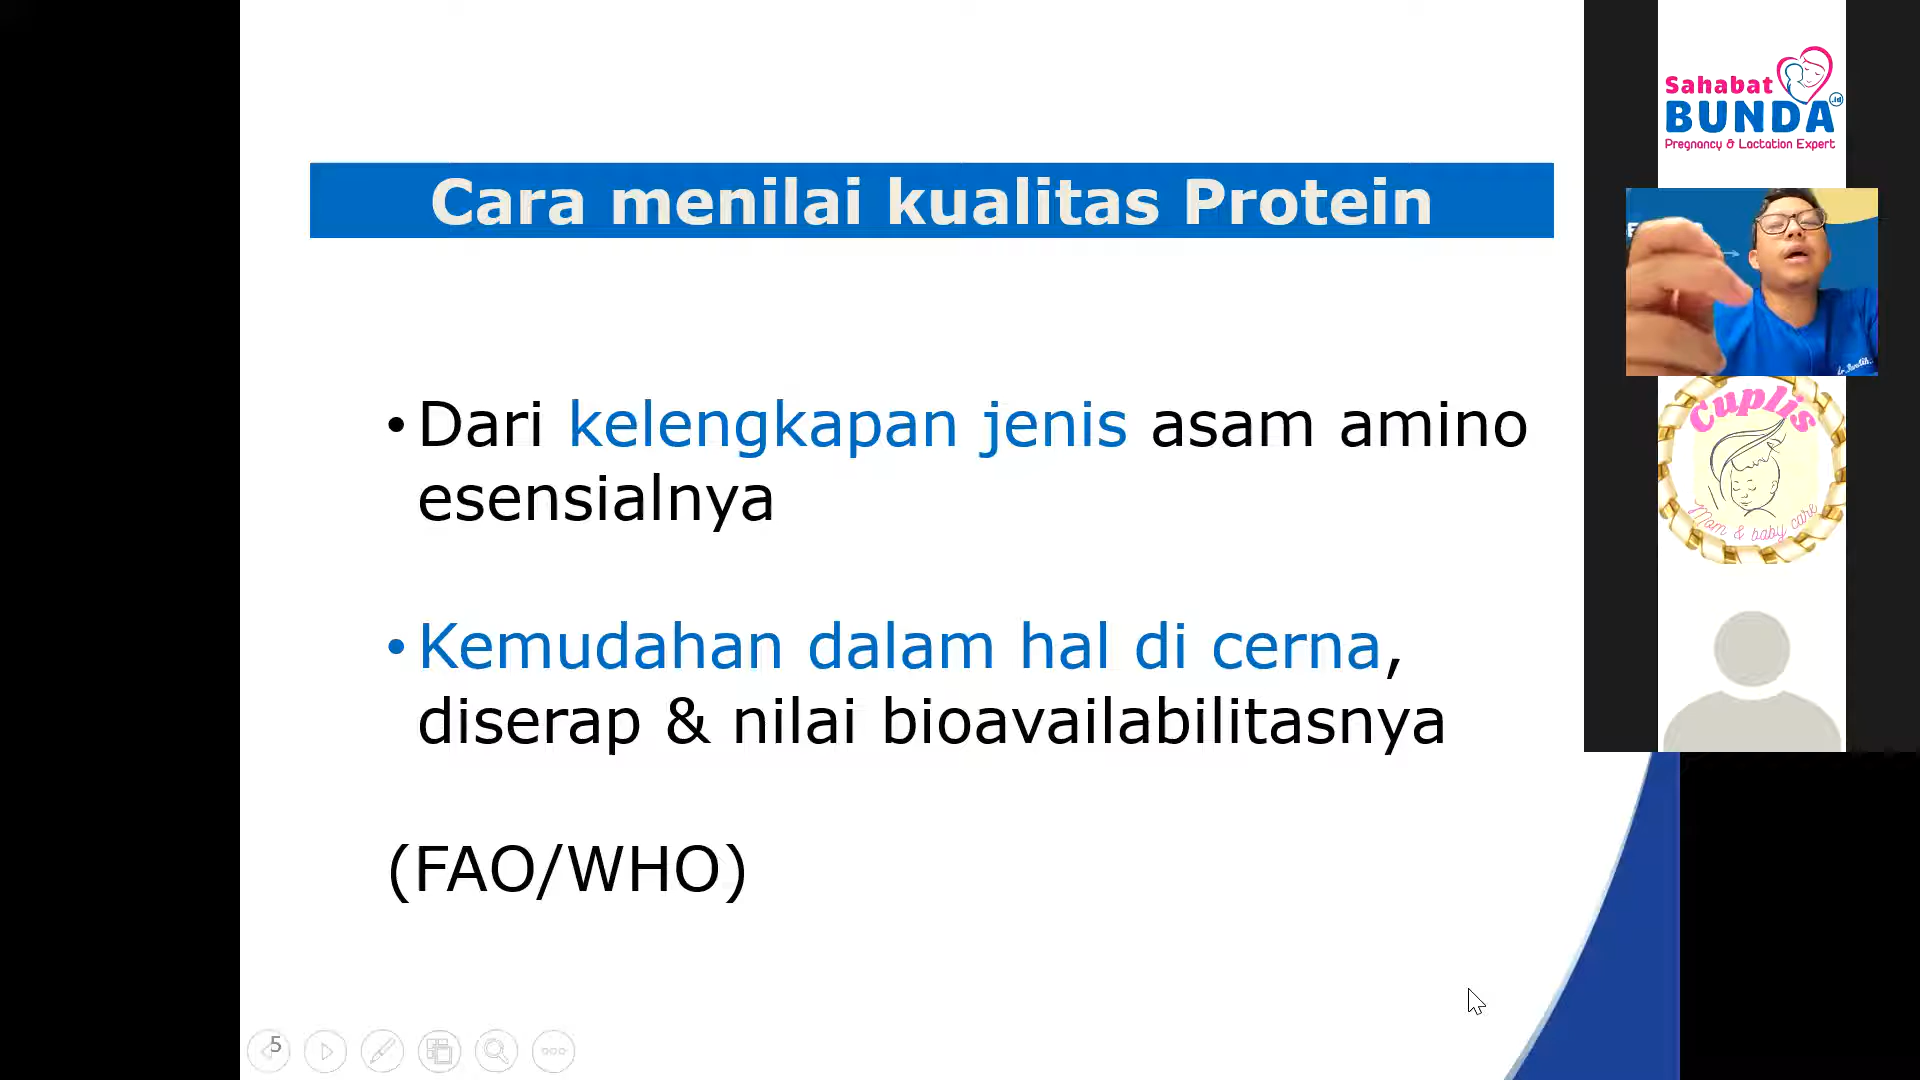 Cara menilai kualitas Protein
• Dari kelengkapan jenis asam amino
esensialnya
• Kemudahan dalam hal di cerna,
diserap & nilai bioavailabilitasnya
(FAO/WHO)
5
Sahabat
BUNDA
.id
Pregnancy & Lactation Expert
Cuplis
Mom & baby care